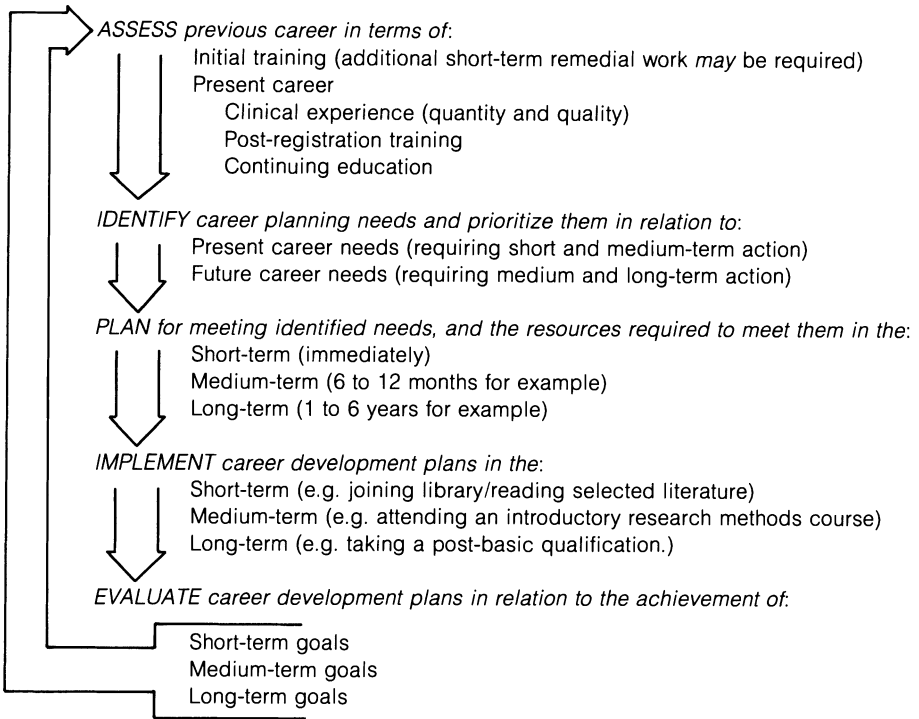 ASSESS previous career in terms of:
Initial training (additional short-term remedial work may be required)
Present career
Clinical experience (quantity and quality)
Post-registration training
Continuing education
IDENTIFY career planning needs and prioritize them in relation to:
Present career needs (requiring short and medium-term action)
Future career needs (requiring medium and long-term action)
PLAN for meeting identified needs, and the resources required to meet them in the:
Short-term (immediately)
Medium-term (6 to 12 months for example)
Long-term (1 to 6 years for example)
IMPLEMENT career development plans in the:
Short-term (e.g. joining library/reading selected literature)
Medium-term (e.g. attending an introductory research methods course)
Long-term (e.g. taking a post-basic qualification.)
EVALUATE career development plans in relation to the achievement of:
Short-term goals
Medium-term goals
Long-term goals